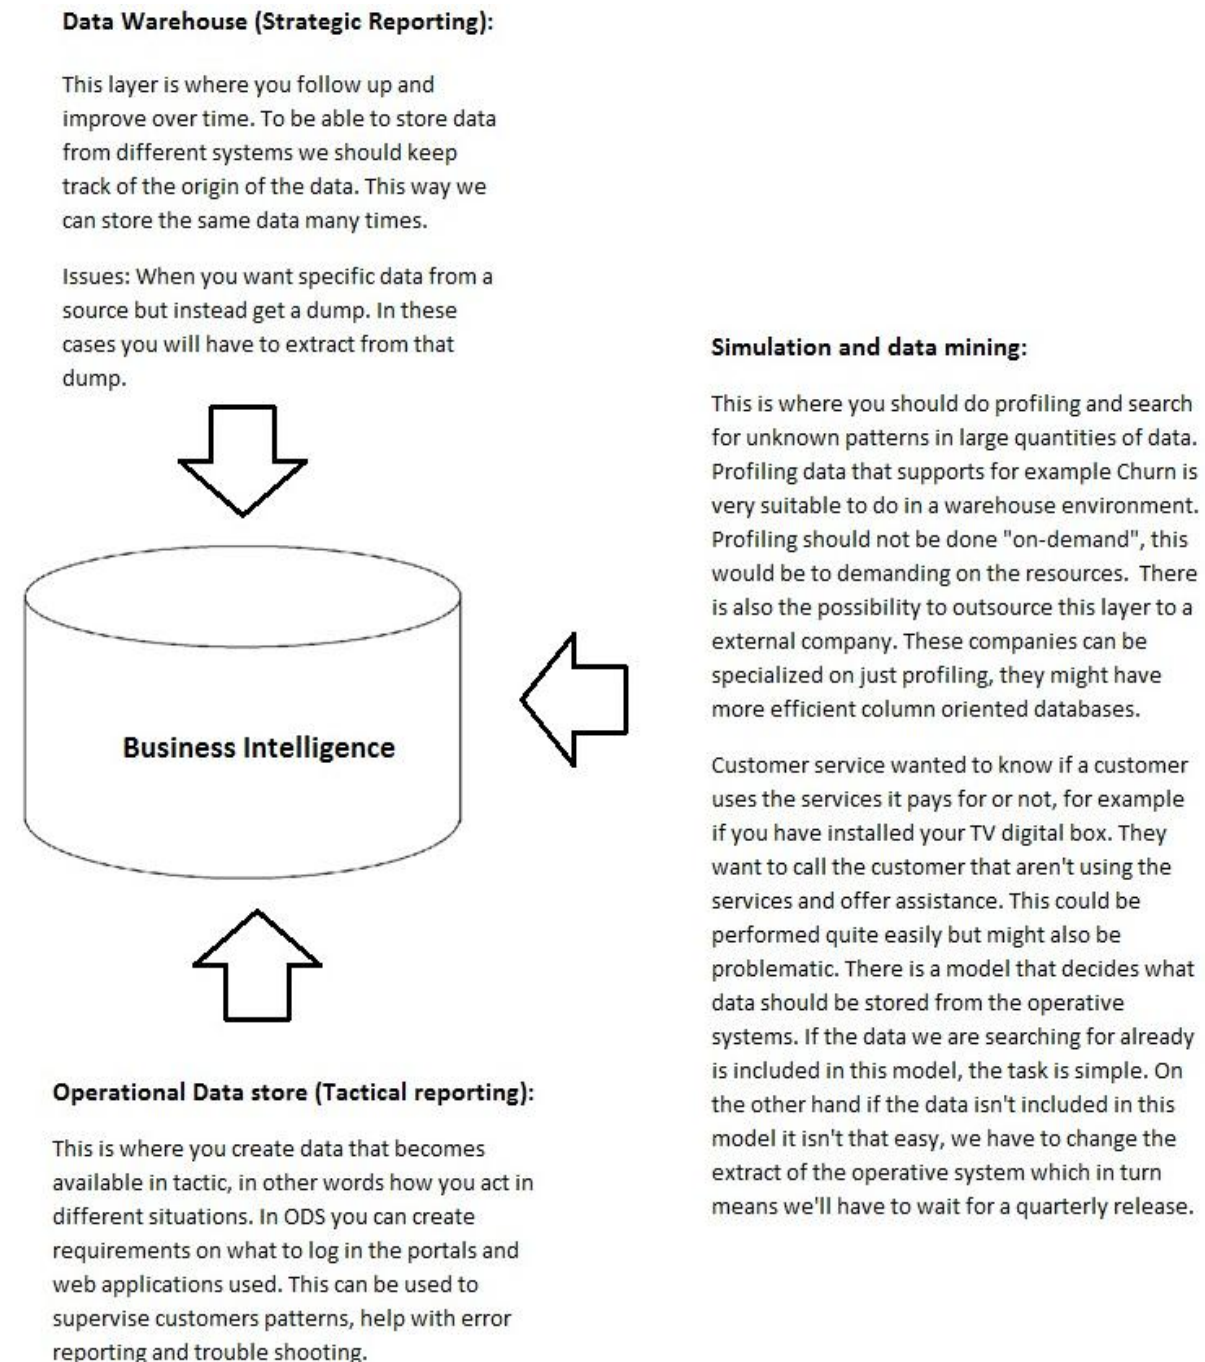 Data Warehouse (Strategic Reporting):
This layer is where you follow up and
improve over time. To be able to store data
from different systems we should keep
track of the origin of the data. This way we
can store the same data many times.
Issues: When you want specific data from a
source but instead get a dump. In these
cases you will have to extract from that
dump.
Business Intelligence
Operational Data store (Tactical reporting):
This is where you create data that becomes
available in tactic, in other words how you act in
different situations. In ODS you can create
requirements on what to log in the portals and
web applications used. This can be used to
supervise customers patterns, help with error
reporting and trouble shooting.
Simulation and data mining:
This is where you should do profiling and search
for unknown patterns in large quantities of data.
Profiling data that supports for example Churn is
very suitable to do in a warehouse environment.
Profiling should not be done "on-demand", this
would be to demanding on the resources.  There
is also the possibility to outsource this layer to a
external company. These companies can be
specialized on just profiling, they might have
more efficient column oriented databases.
Customer service wanted to know if a customer
uses the services it pays for or not, for example
if you have installed your TV digital box. They
want to call the customer that aren't using the
services and offer assistance. This could be
performed quite easily but might also be
problematic. There is a model that decides what
data should be stored from the operative
systems. If the data we are searching for already
is included in this model, the task is simple. On
the other hand if the data isn't included in this
model it isn't that easy, we have to change the
extract of the operative system which in turn
means we'll have to wait for a quarterly release.